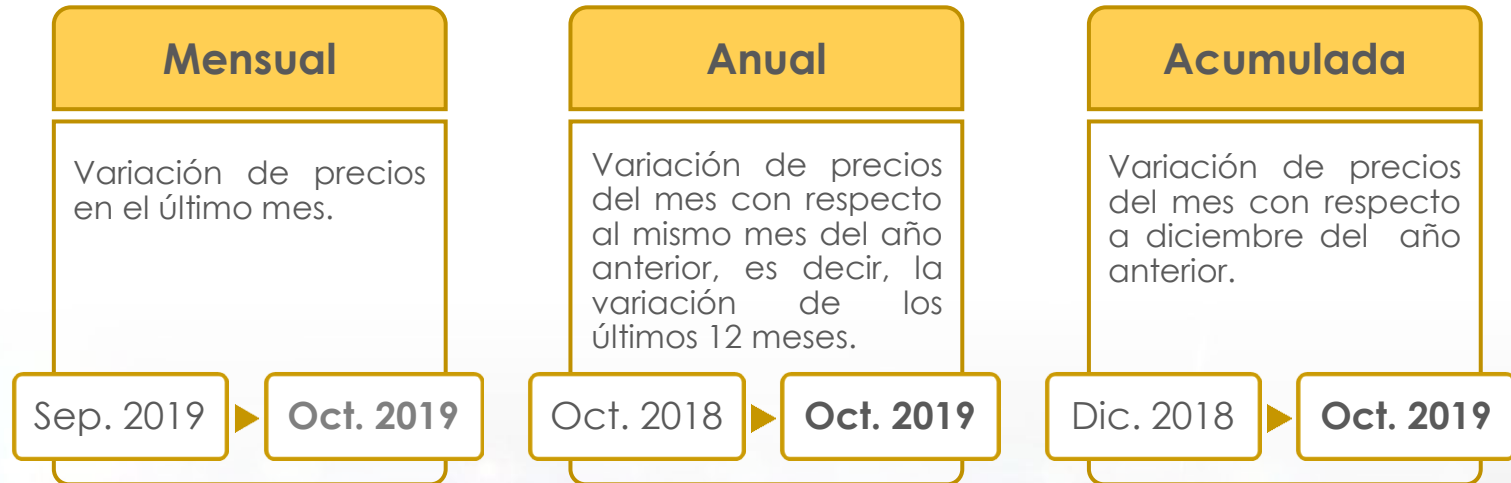 Mensual
Variación de precios
en el último mes.
Sep. 2019
Oct. 2019
Anual
Variación de precios
del mes con respecto
al mismo mes del año
anterior, es decir, la
variación de los
últimos 12 meses.
Oct. 2018
Oct. 2019
Acumulada
Variación de precios
del mes con respecto
a diciembre del año
anterior.
Dic. 2018
Oct. 2019